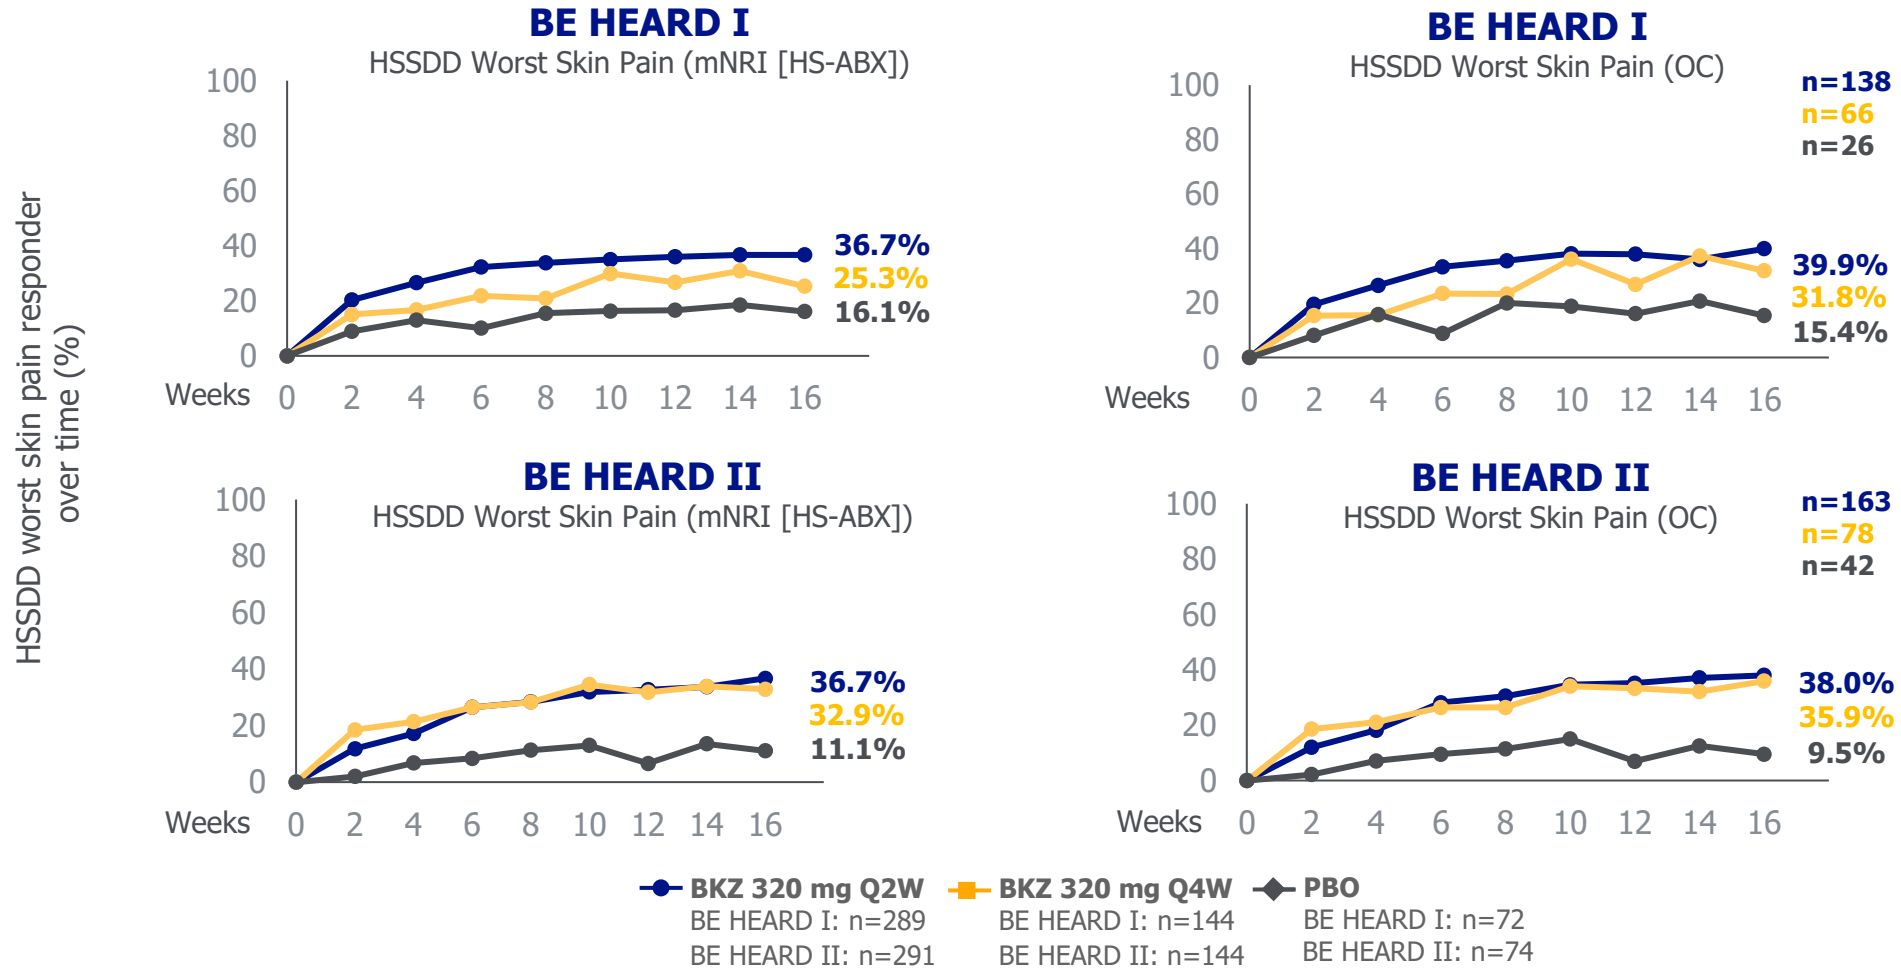 HSSDD worst skin pain responder
over time (%)
BE HEARD I
HSSDD Worst Skin Pain (mNRI [HS-ABX])
100
80
60
40
20
0
36.7%
25.3%
16.1%
Weeks 0 2 4 6 8 10 12 14 16
BE HEARD I
HSSDD Worst Skin Pain (OC)
n=138
n=66
n=26
100
80
60
40
20
0
39.9%
31.8%
15.4%
Weeks 0 2 4 6 8 10 12 14 16
BE HEARD II
HSSDD Worst Skin Pain (mNRI [HS-ABX])
100
80
60
40
20
0
36.7%
32.9%
11.1%
Weeks 0 2 4 6 8 10 12 14 16
BE HEARD II
HSSDD Worst Skin Pain (OC)
n=163
n=78
n=42
100
80
60
40
20
0
38.0%
35.9%
9.5%
Weeks 0 2 4 6 8 10 12 14 16
BKZ 320 mg Q2W
BE HEARD I: n=289
BE HEARD II: n=291
BKZ 320 mg Q4W
BE HEARD I: n=144
BE HEARD II: n=144
PBO
BE HEARD I: n=72
BE HEARD II: n=74